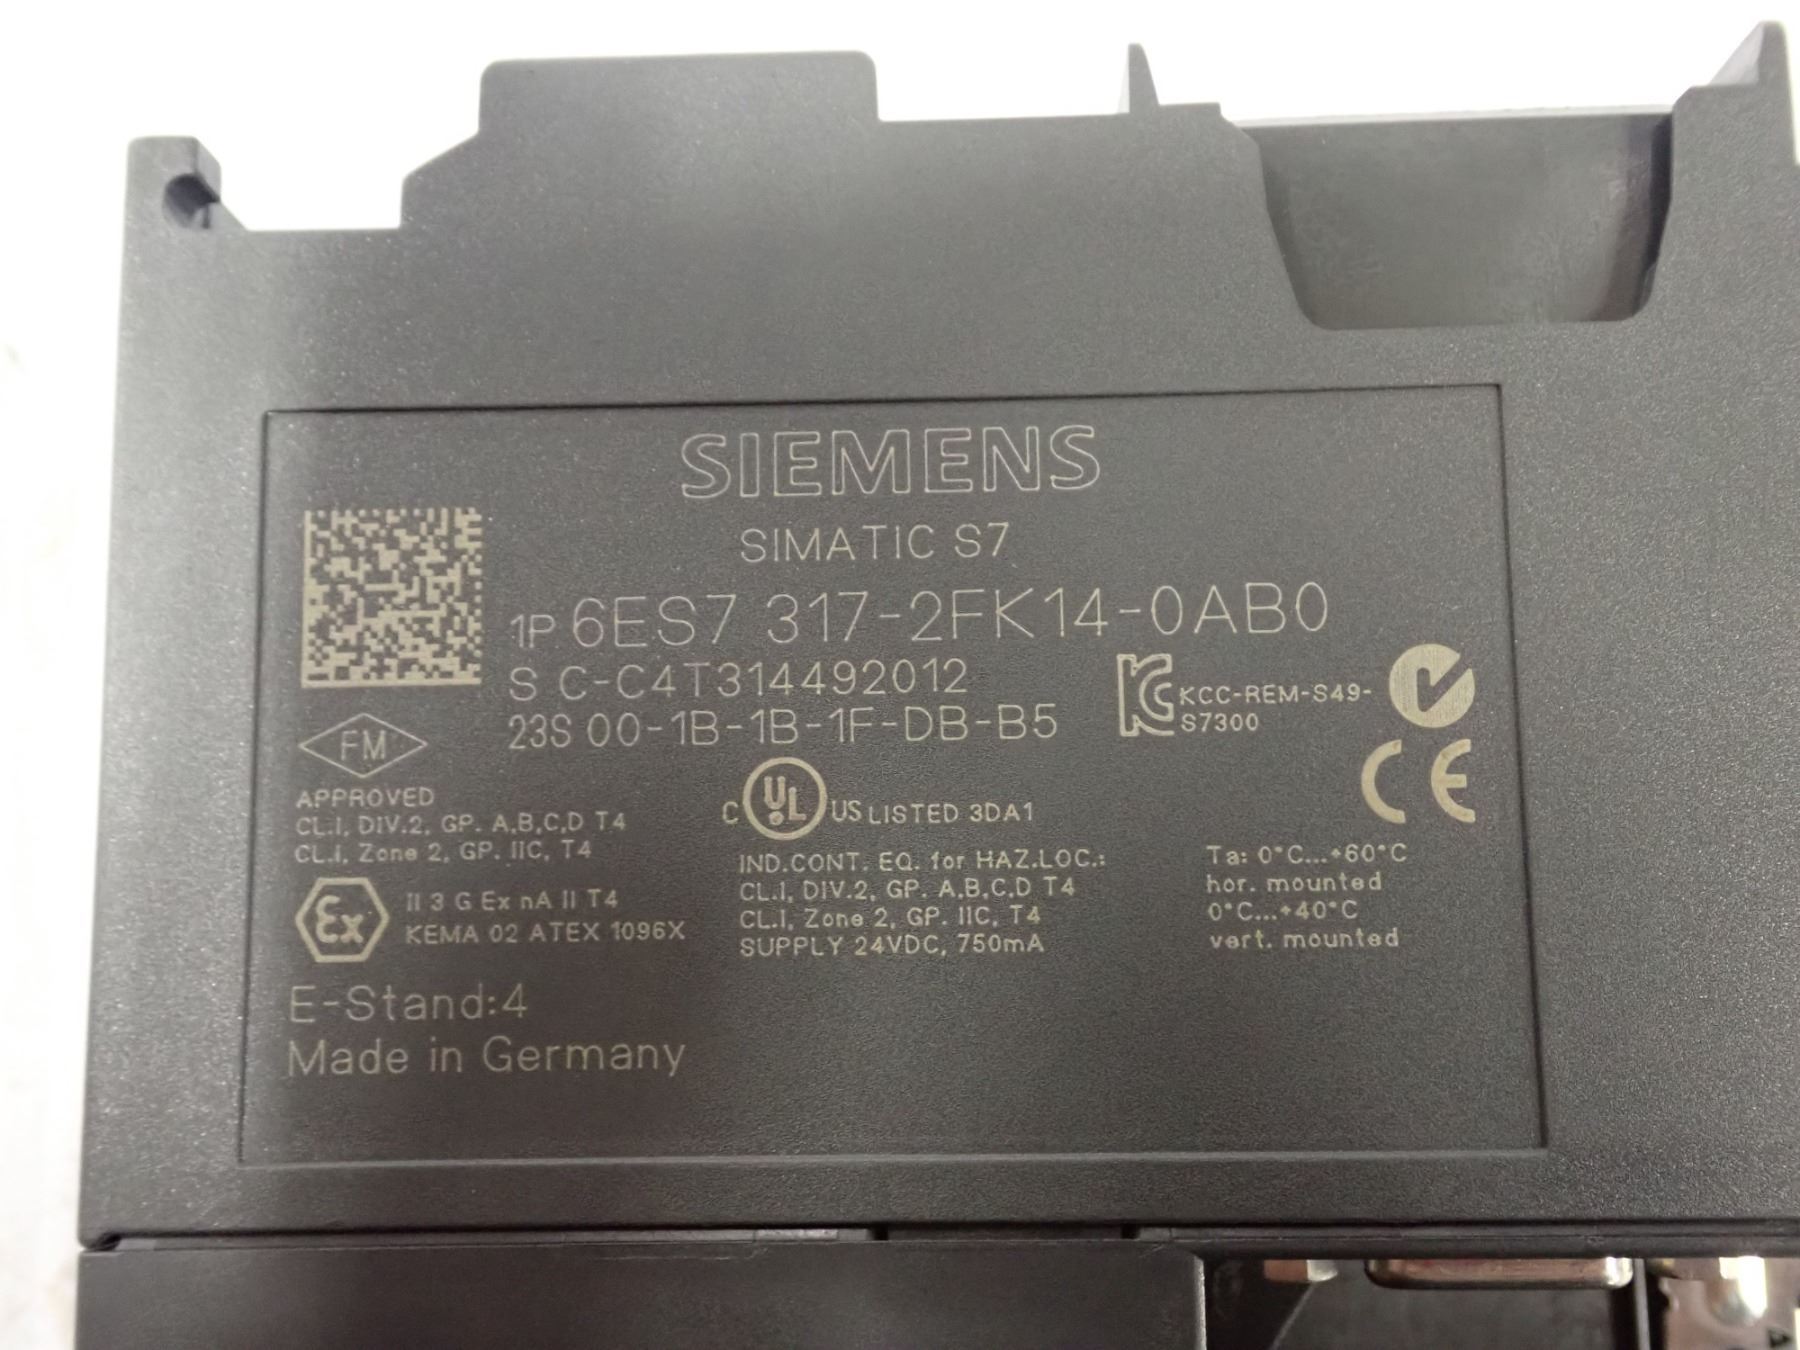 SIEMENS
SIMATIC S7
1P 6ES7 317-2FK14-0AB0
S C-C4T314492012
23S 00-1B-1B-1F-DB-B5
KCC-REM-S49-
S7300
FM
APPROVED
CL.I, DIV.2, GP. A,B,C,D T4
CL.I, Zone 2, GP. IIC, T4
Ex
II 3 G Ex nA II T4
KEMA 02 ATEX 1096X
C UL US LISTED 3DA1
IND.CONT. EQ. for HAZ.LOC.:
CL.I, DIV.2, GP. A,B,C,D T4
CL.I, Zone 2, GP. IIC, T4
SUPPLY 24VDC, 750mA
CE
Ta: 0°C...+60°C
hor. mounted
0°C...+40°C
vert. mounted
E-Stand:4
Made in Germany